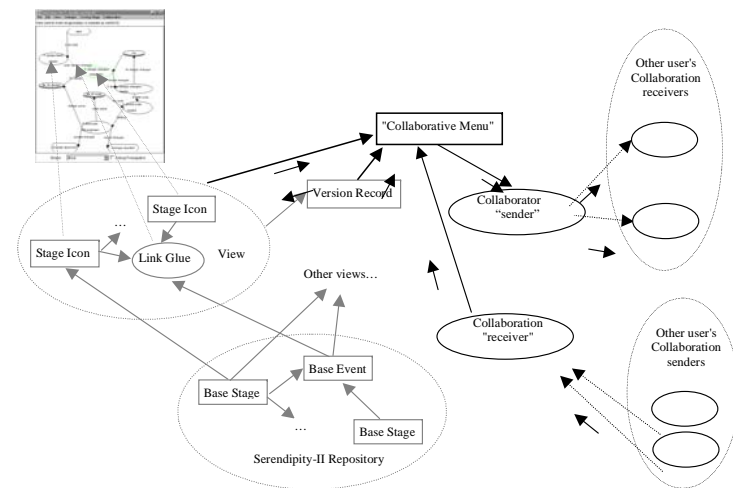 Other user's
Collaboration
receivers
"Collaborative Menu"
Version Record
Stage Icon
Collaborator
“sender”
...
Stage Icon
Link Glue
View
Other views…
Collaboration
"receiver"
Other user's
Collaboration
senders
Base Event
Base Stage
...
Base Stage
Serendipity-II Repository